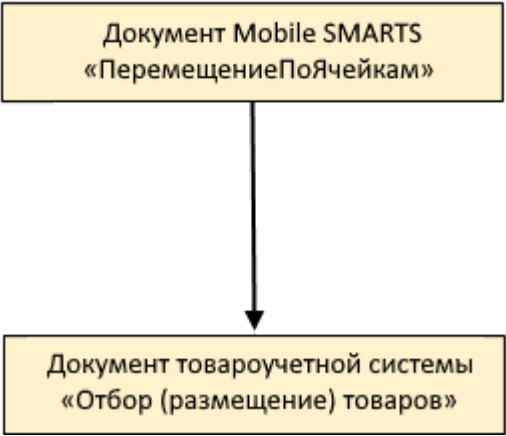 Документ Mobile SMARTS
«ПеремещениеПоЯчейкам»
Документ товароучетной системы
«Отбор (размещение) товаров»